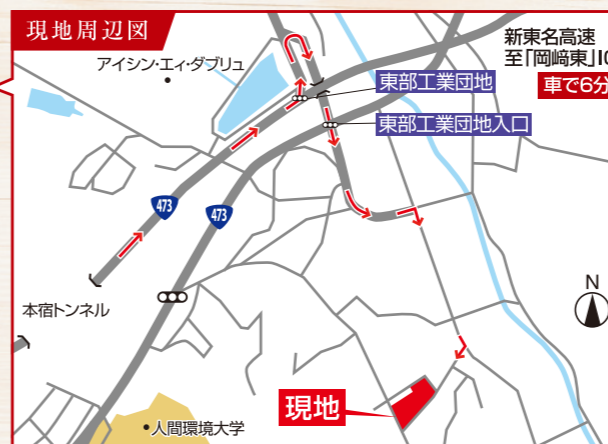 現地周辺図
アイシン・エィ・ダブリュ
新東名高速
至「岡﨑東」IC
車で6分
東部工業団地
東部工業団地入口
473
473
本宿トンネル
N
現地
人間環境大学